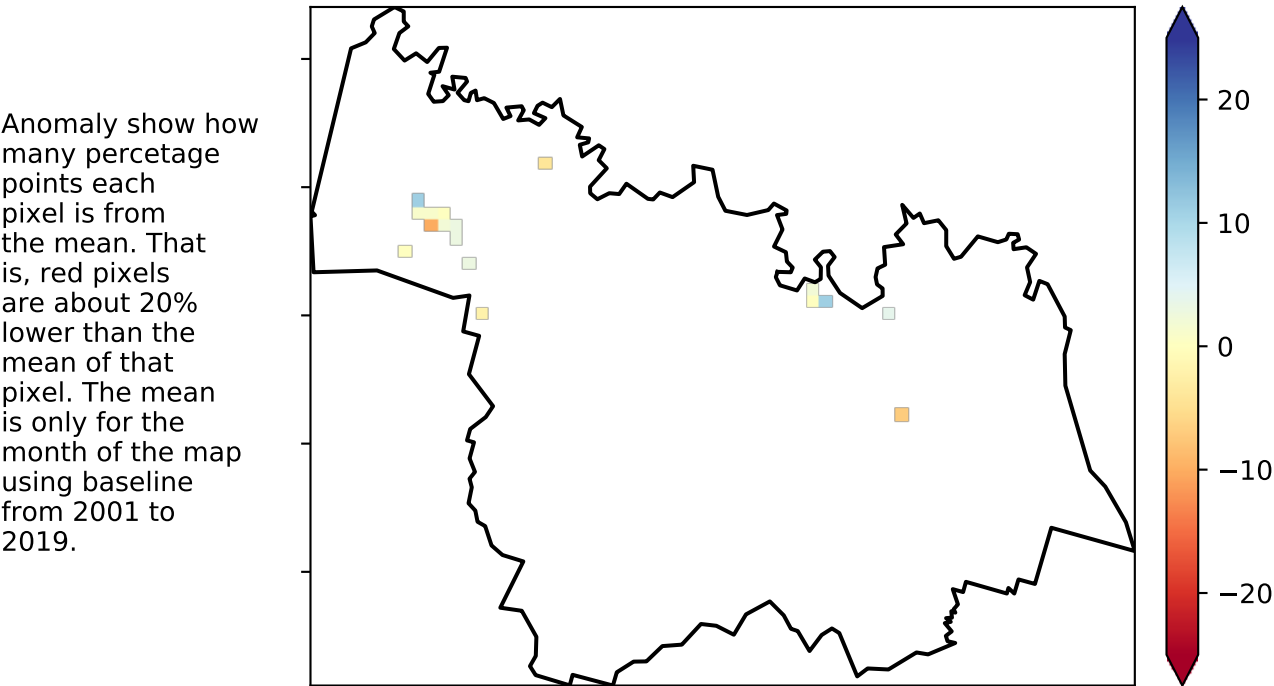 Anomaly show how
many percetage
points each
pixel is from
the mean. That
is, red pixels
are about 20%
lower than the
mean of that
pixel. The mean
is only for the
month of the map
using baseline
from 2001 to
2019.
20
10
0
−10
−20